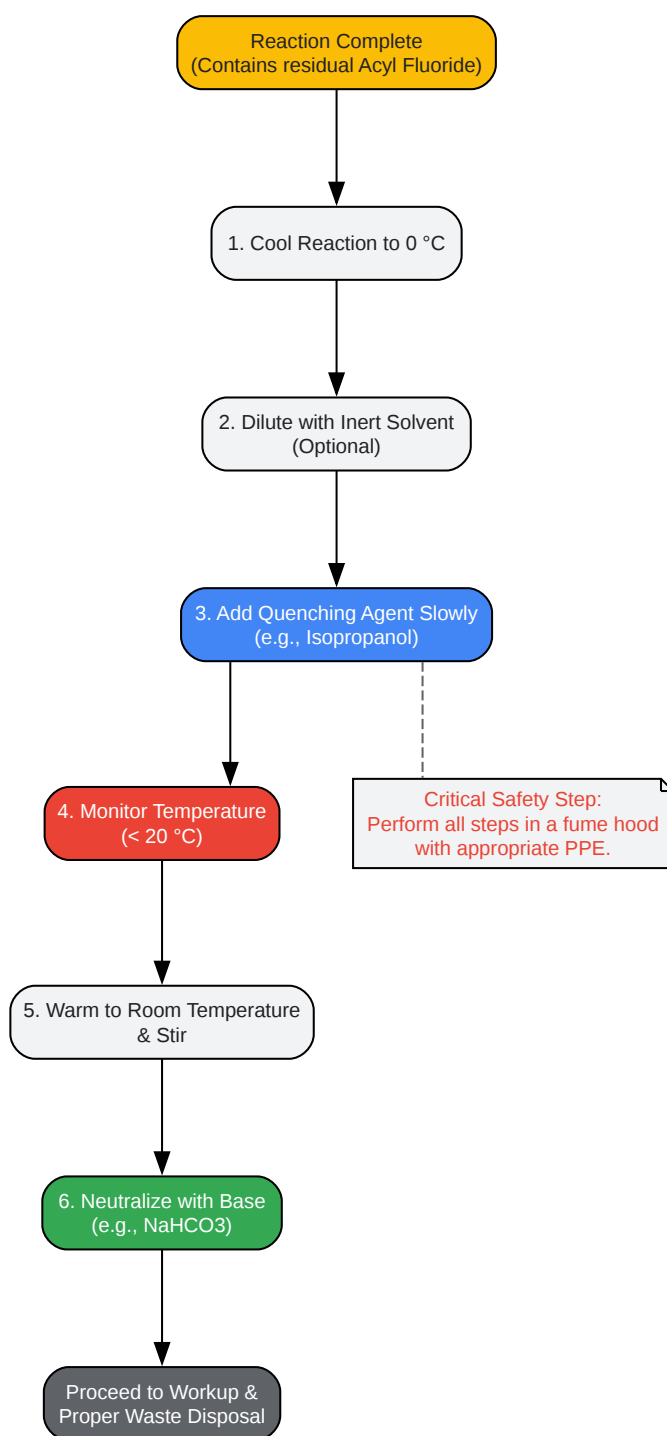 Reaction Complete
(Contains residual Acyl Fluoride)
1. Cool Reaction to 0 °C
2. Dilute with Inert Solvent
(Optional)
3. Add Quenching Agent Slowly
(e.g., Isopropanol)
4. Monitor Temperature
(< 20 °C)
Critical Safety Step:
Perform all steps in a fume hood
with appropriate PPE.
5. Warm to Room Temperature
& Stir
6. Neutralize with Base
(e.g., NaHCO3)
Proceed to Workup &
Proper Waste Disposal